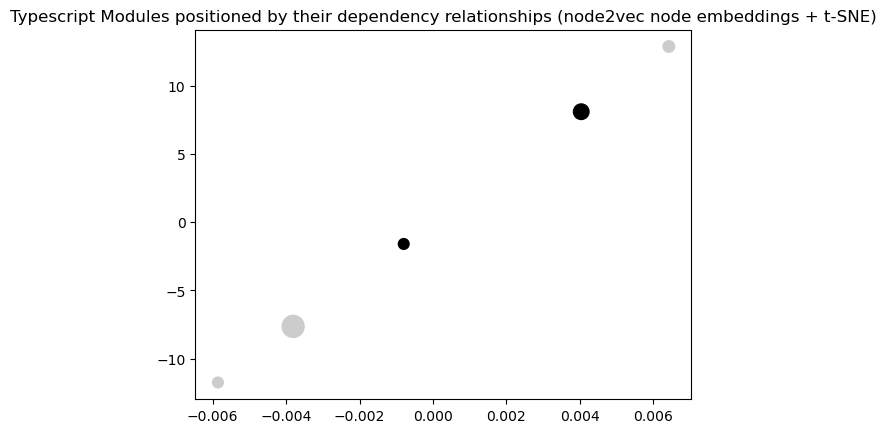 Typescript Modules positioned by their dependency relationships (node2vec node embeddings + t-SNE)
10
5
0
−5
−10
−0.006 −0.004 −0.002 0.000 0.002 0.004 0.006